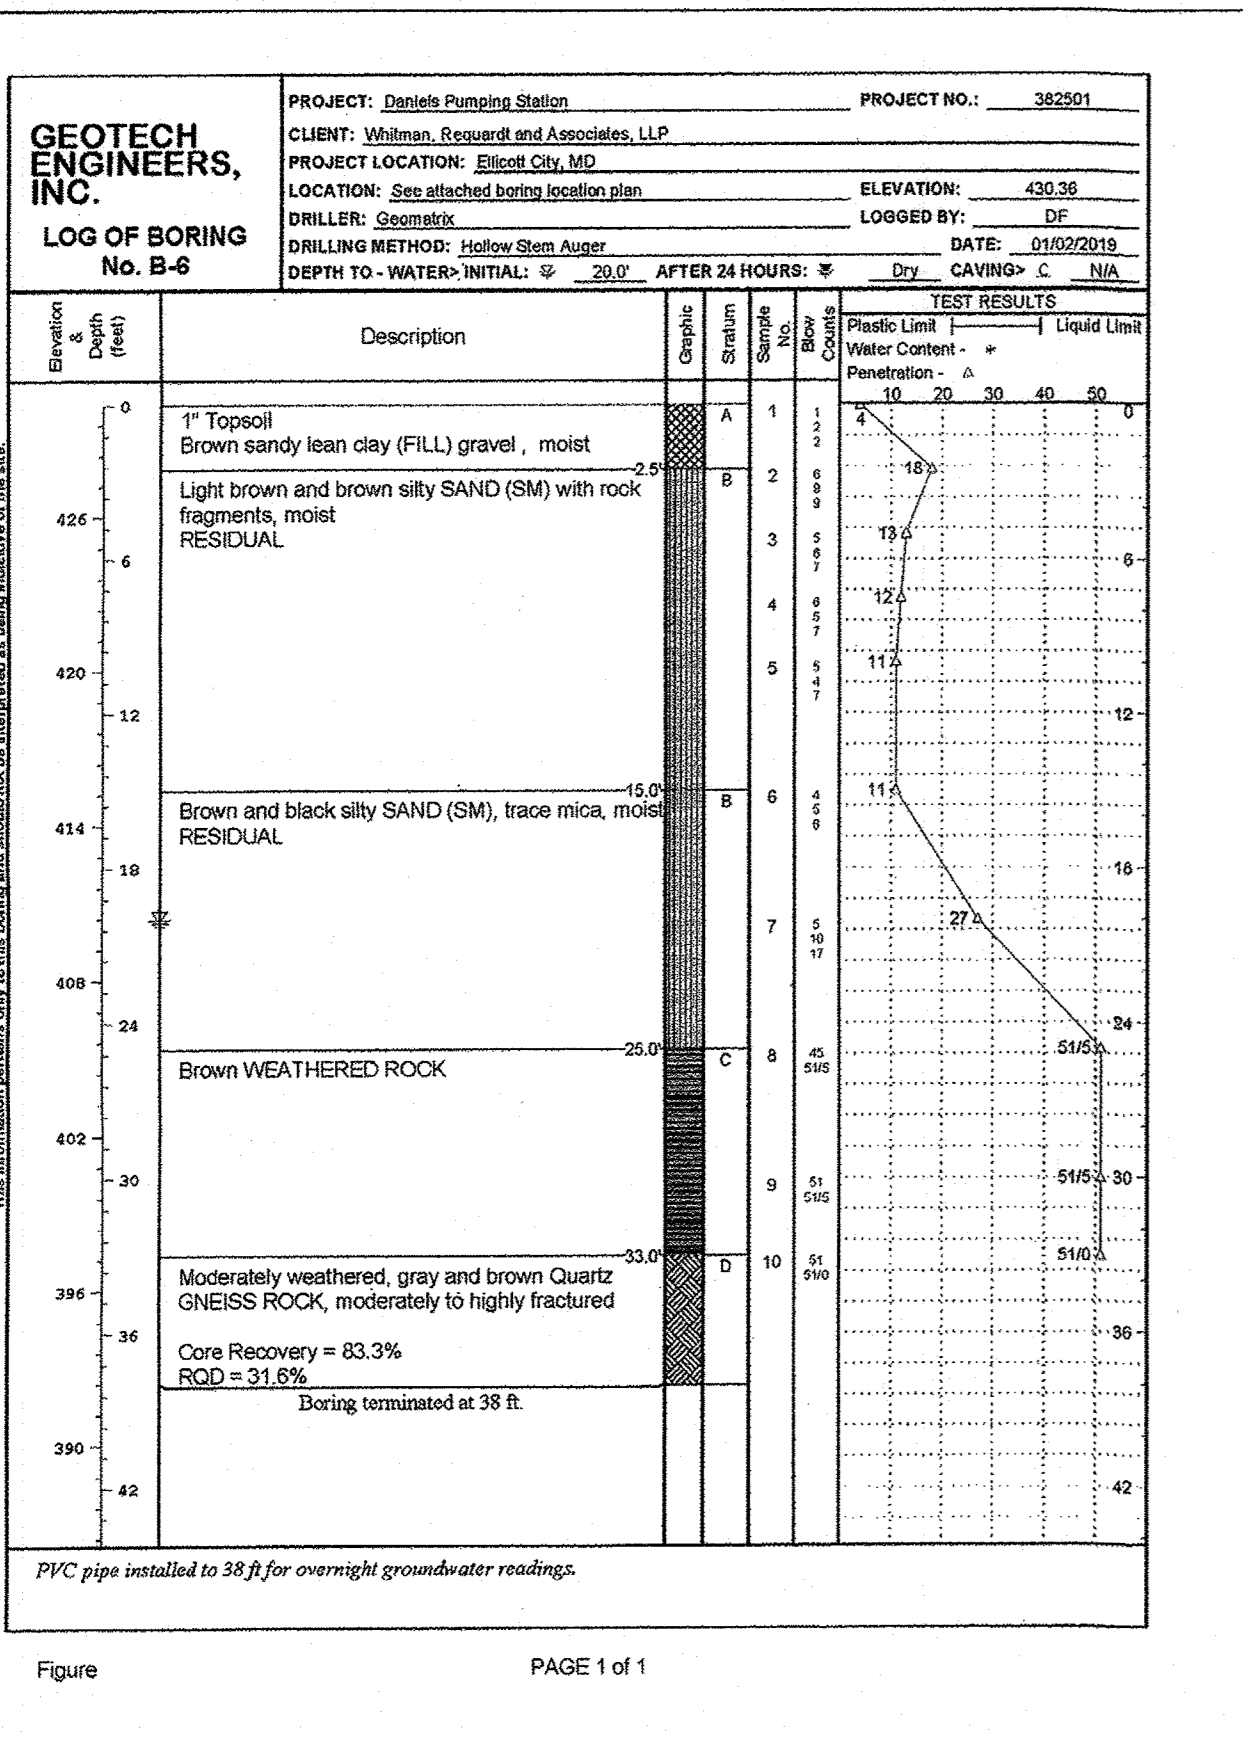 GEOTECH
ENGINEERS,
INC.
LOG OF BORING
No. B-6
PROJECT: Daniels Pumping Station PROJECT NO.: 382501
CLIENT: Whitman, Requardt and Associates, LLP
PROJECT LOCATION: Ellicott City, MD
LOCATION: See attached boring location plan ELEVATION: 430.36
DRILLER: Geomatrix LOGGED BY: DF
DRILLING METHOD: Hollow Stem Auger DATE: 01/02/2019
DEPTH TO - WATER> INITIAL: 20.0' AFTER 24 HOURS: Dry CAVING> C N/A
Elevation
&
Depth
(feet)
Description
Graphic
Stratum
Sample
No.
Blow
Counts
TEST RESULTS
Plastic Limit Liquid Limit
Water Content - *
Penetration - △
10 20 30 40 50
0
1" Topsoil A 1 1 4 0
2
2
Brown sandy lean clay (FILL) gravel , moist
2.5' 18
Light brown and brown silty SAND (SM) with rock B 2 6
fragments, moist 9
9
426
RESIDUAL 3 5 13
6
7
6 6
4 6 12
5
7
420 5 5 11
4
7
12 12
15.0' 11
Brown and black silty SAND (SM), trace mica, moist B 6 4
5
6
414
RESIDUAL
18 18
7 5 27
10
17
408
24 24
25.0' 51/5
Brown WEATHERED ROCK C 8 45
51/5
402
30 9 51 51/5 30
51/5
33.0' 51/0
Moderately weathered, gray and brown Quartz D 10 51
51/0
396
GNEISS ROCK, moderately to highly fractured
36 36
Core Recovery = 83.3%
RQD = 31.6%
Boring terminated at 38 ft.
390
42 42
PVC pipe installed to 38 ft for overnight groundwater readings.
Figure PAGE 1 of 1